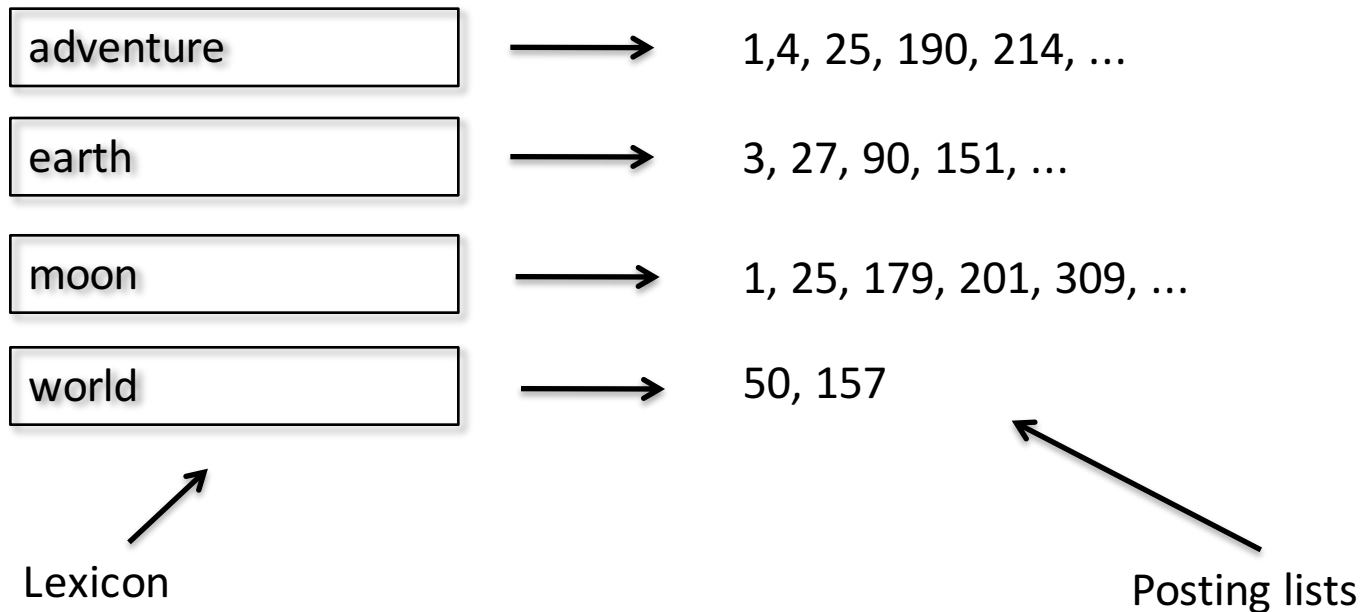 adventure 1,4, 25, 190, 214, ...
earth 3, 27, 90, 151, ...
moon 1, 25, 179, 201, 309, ...
world 50, 157
Lexicon
Posting lists